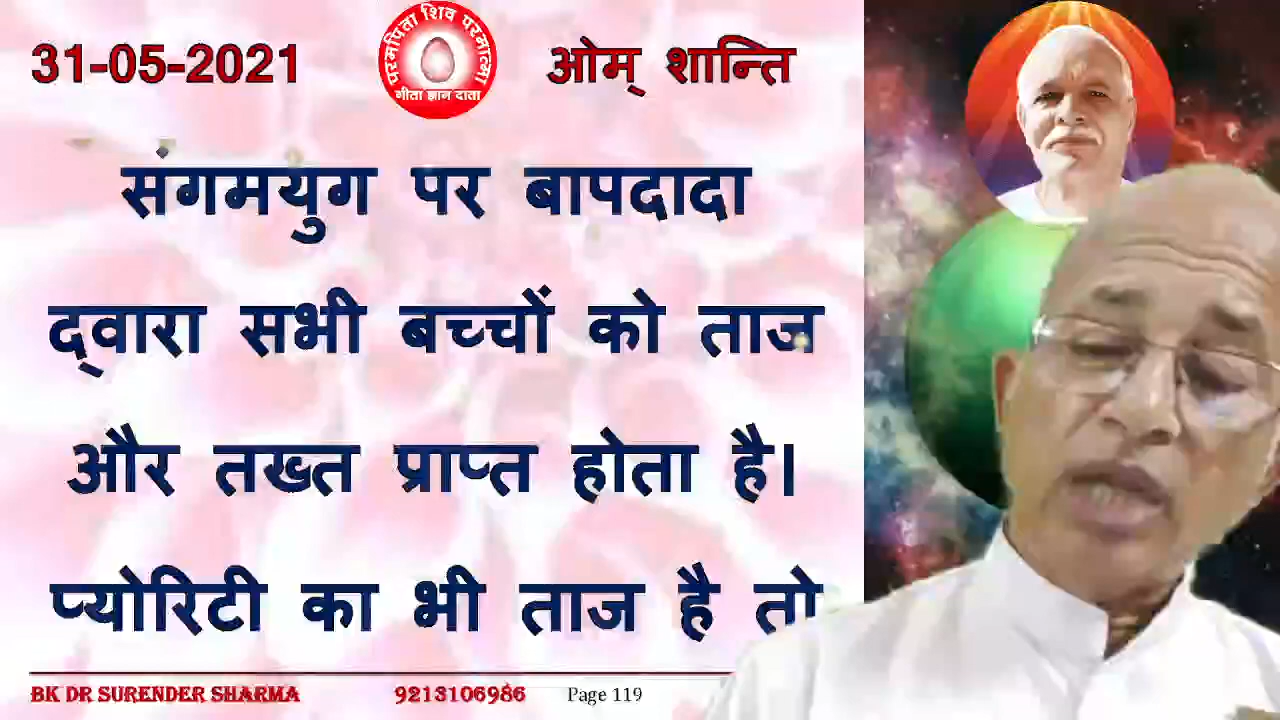 31-05-2021
परमपिता शिव परमात्मा
गीता ज्ञान दाता
ओम् शान्ति
संगमयुग पर बापदादा
द्वारा सभी बच्चों को ताज
और तख्त प्राप्त होता है।
प्योरिटी का भी ताज है तो
BK DR SURENDER SHARMA 9213106986 Page 119